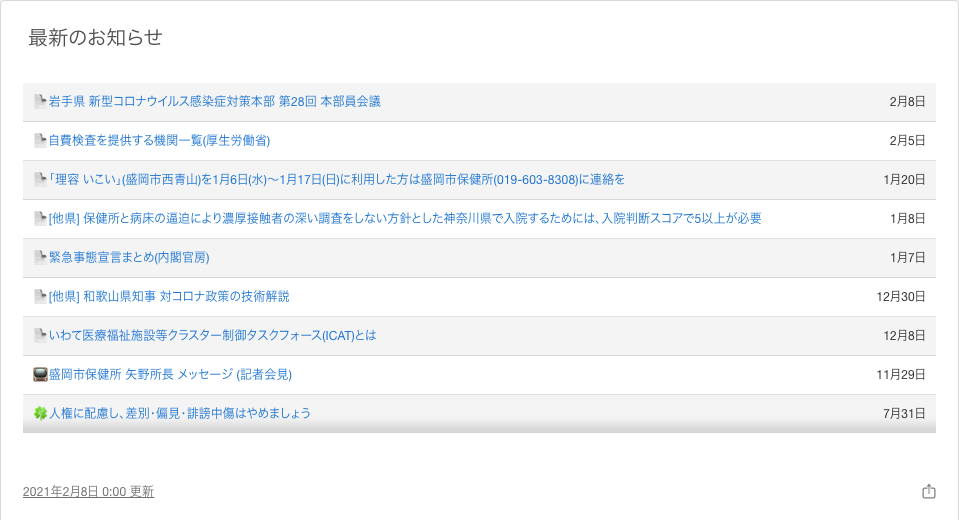 最新のお知らせ
岩手県 新型コロナウイルス感染症対策本部 第28回 本部員会議 2月8日
自費検査を提供する機関一覧(厚生労働省) 2月5日
「理容 いこい」(盛岡市西青山)を1月6日(水)〜1月17日(日)に利用した方は盛岡市保健所(019-603-8308)に連絡を 1月20日
[他県] 保健所と病床の逼迫により濃厚接触者の深い調査をしない方針とした神奈川県で入院するためには、入院判断スコアで5以上が必要 1月8日
緊急事態宣言まとめ(内閣官房) 1月7日
[他県] 和歌山県知事 対コロナ政策の技術解説 12月30日
いわて医療福祉施設等クラスター制御タスクフォース(ICAT)とは 12月8日
盛岡市保健所 矢野所長 メッセージ (記者会見) 11月29日
人権に配慮し、差別・偏見・誹謗中傷はやめましょう 7月31日
2021年2月8日 0:00 更新